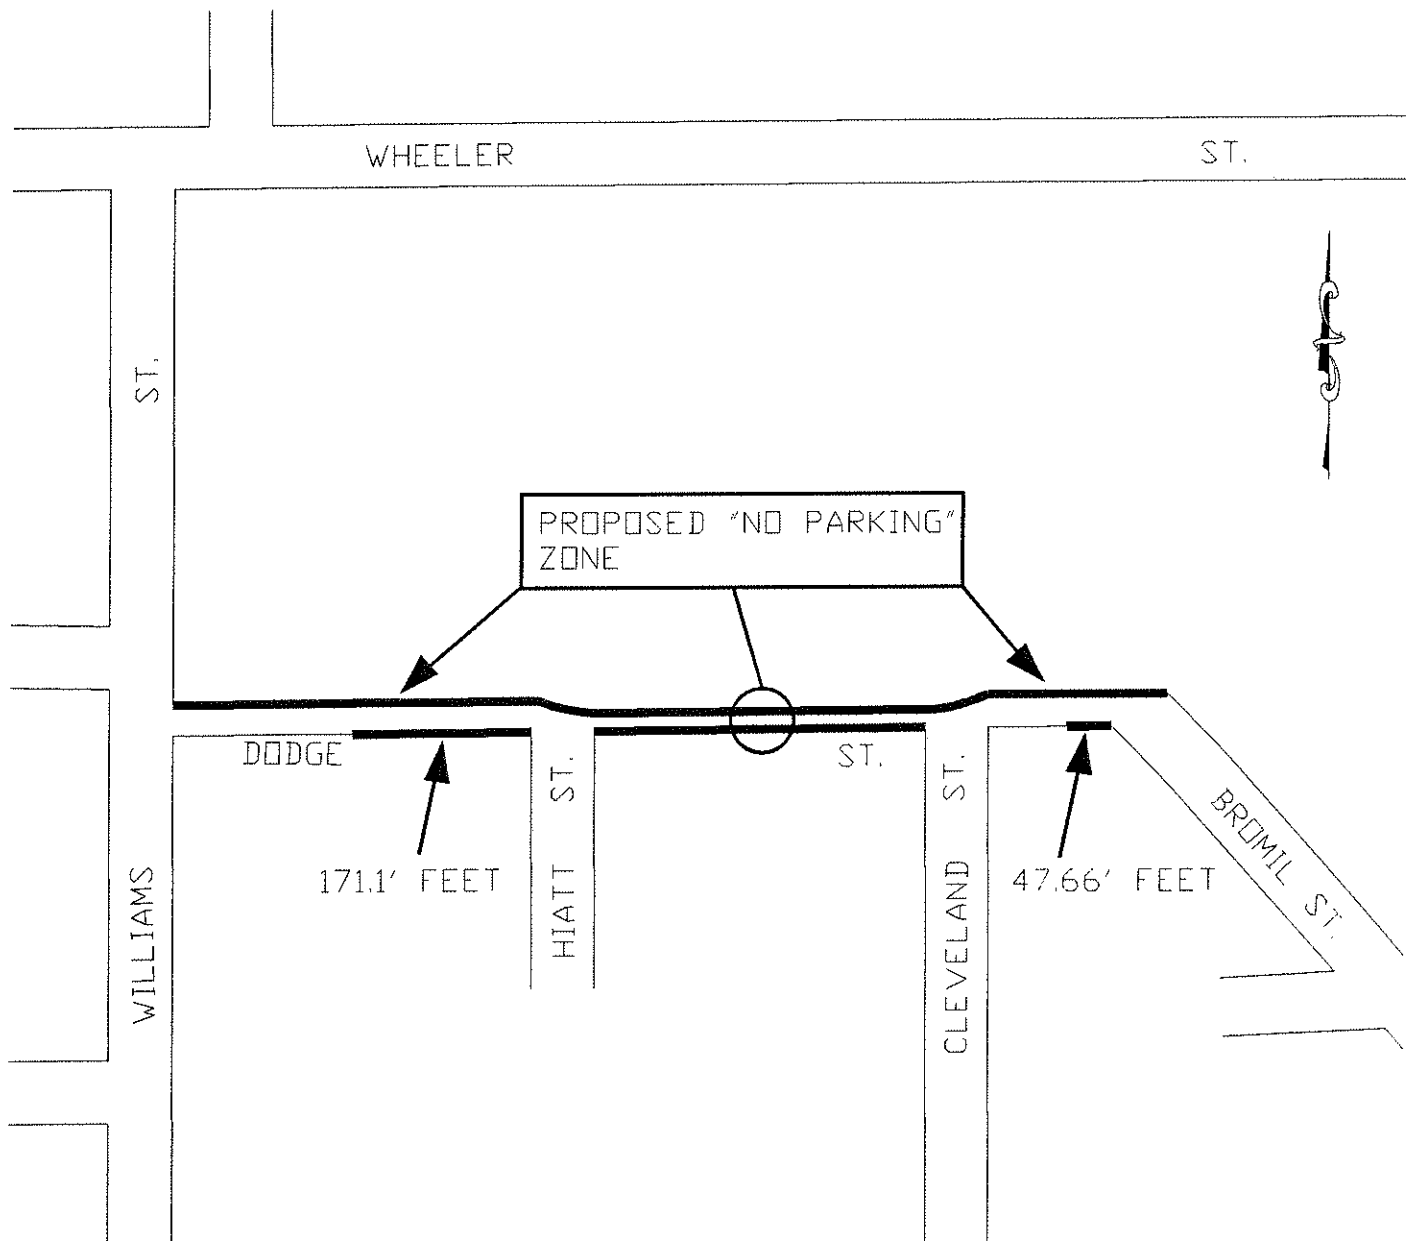 WHEELER ST.
ST.
PROPOSED "NO PARKING"
ZONE
DODGE ST.
171.1' FEET
HIATT ST.
47.66' FEET
CLEVELAND ST.
BROMIL ST.
WILLIAMS